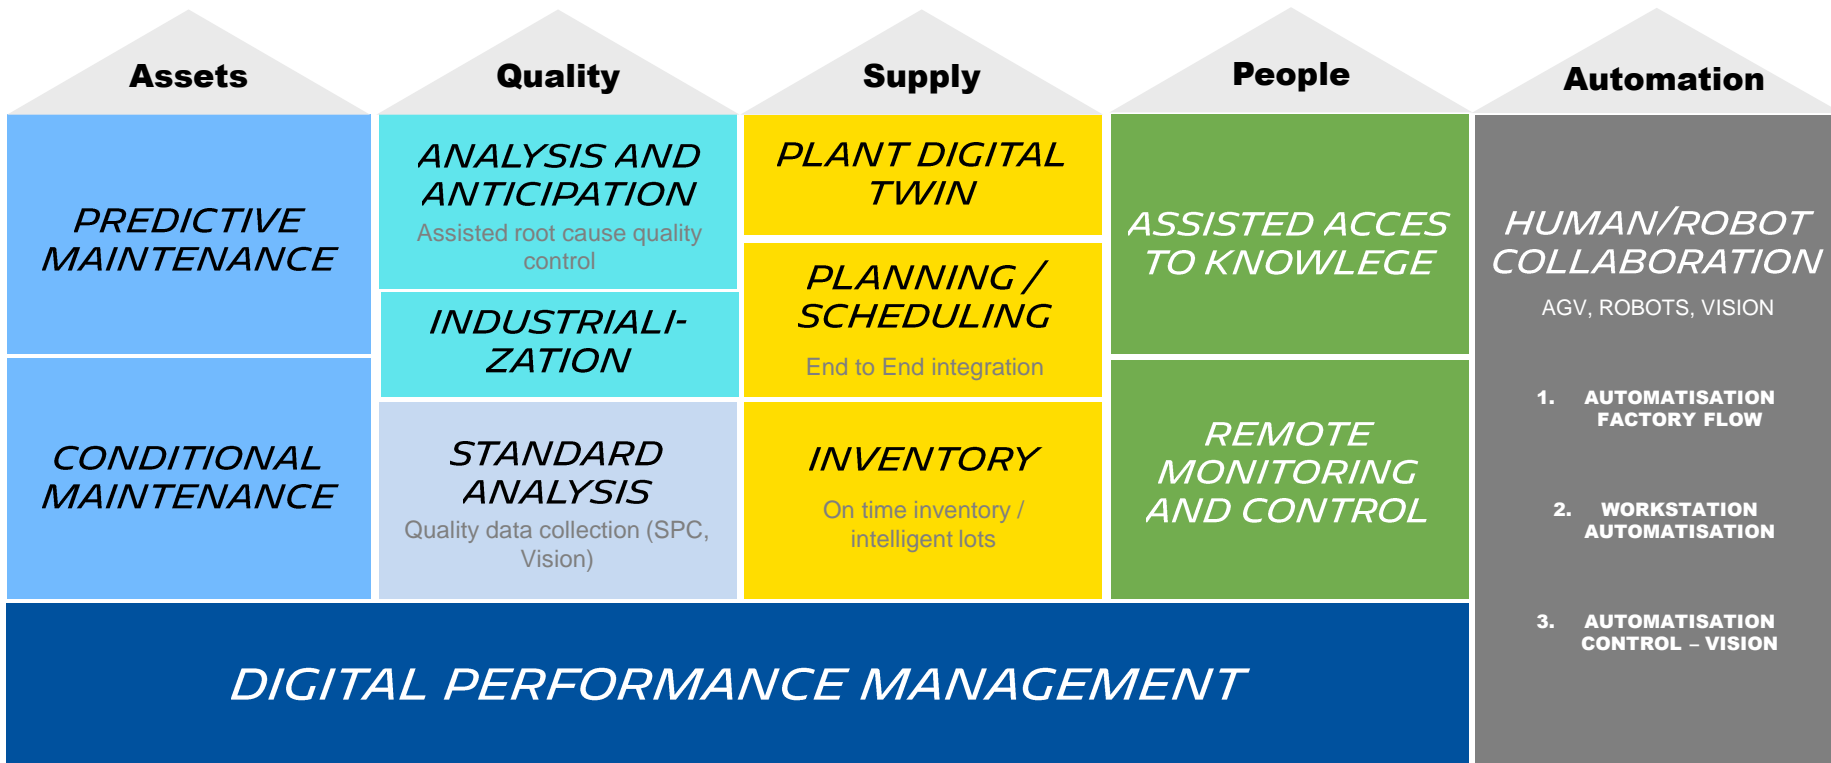 Assets
PREDICTIVE
MAINTENANCE
CONDITIONAL
MAINTENANCE
Quality
ANALYSIS AND
ANTICIPATION
Assisted root cause quality
control
INDUSTRIALI-
ZATION
STANDARD
ANALYSIS
Quality data collection (SPC,
Vision)
Supply
PLANT DIGITAL
TWIN
PLANNING /
SCHEDULING
End to End integration
INVENTORY
On time inventory /
intelligent lots
People
ASSISTED ACCES
TO KNOWLEGE
REMOTE
MONITORING
AND CONTROL
Automation
HUMAN/ROBOT
COLLABORATION
AGV, ROBOTS, VISION
1. AUTOMATISATION
FACTORY FLOW
2. WORKSTATION
AUTOMATISATION
3. AUTOMATISATION
CONTROL – VISION
DIGITAL PERFORMANCE MANAGEMENT